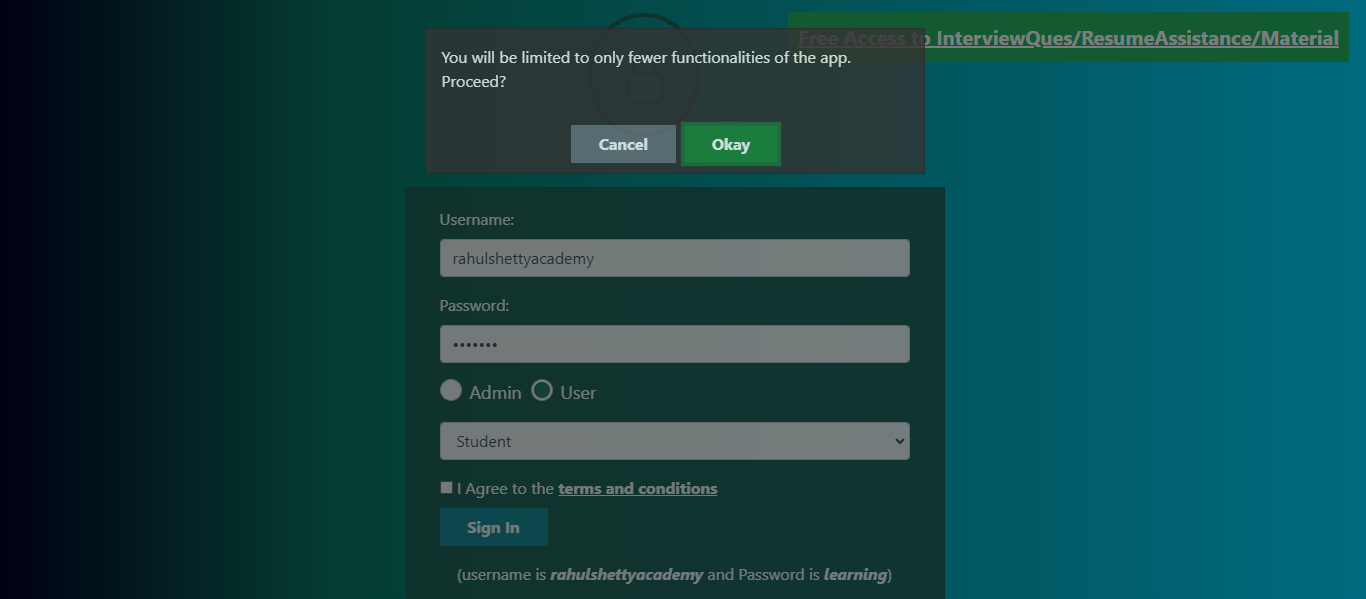 Free Access to InterviewQues/ResumeAssistance/Material
You will be limited to only fewer functionalities of the app.
Proceed?
Cancel Okay
Username:
rahulshettyacademy
Password:
•••••••
Admin User
Student
I Agree to the terms and conditions
Sign In
(username is rahulshettyacademy and Password is learning)